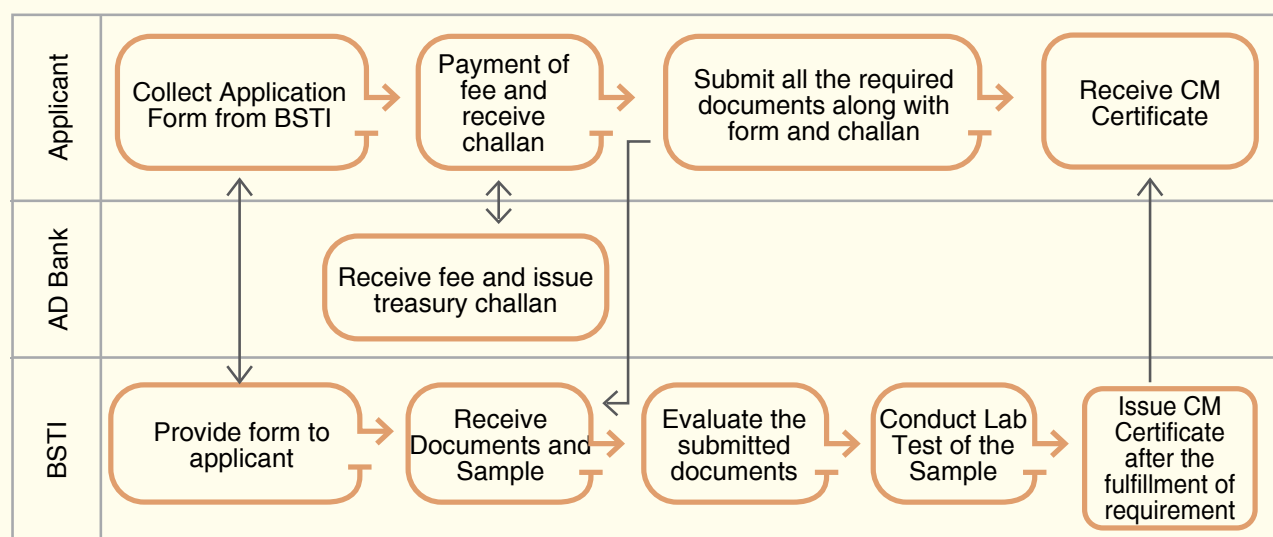 Applicant
Collect Application
Form from BSTI
Payment of
fee and
receive
challan
Submit all the required
documents along with
form and challan
Receive CM
Certificate
AD Bank
Receive fee and issue
treasury challan
BSTI
Provide form to
applicant
Receive
Documents and
Sample
Evaluate the
submitted
documents
Conduct Lab
Test of the
Sample
Issue CM
Certificate
after the
fulfillment of
requirement